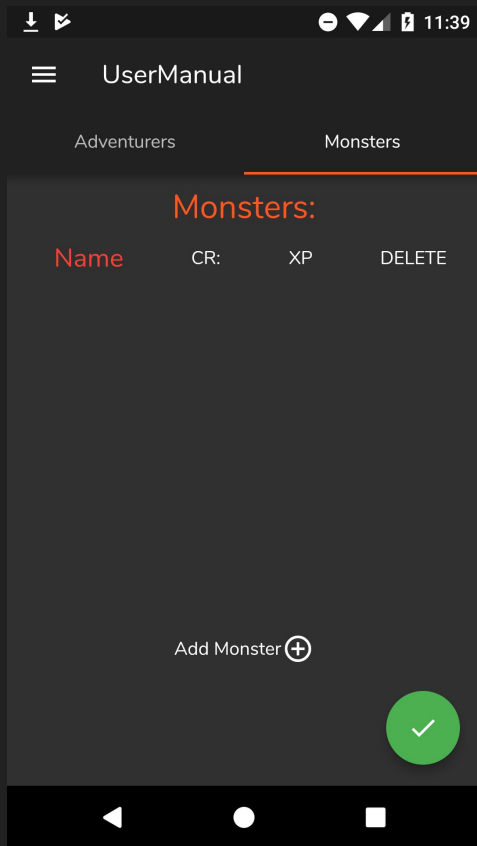 11:39
UserManual
Adventurers Monsters
Monsters:
Name CR: XP DELETE
Add Monster